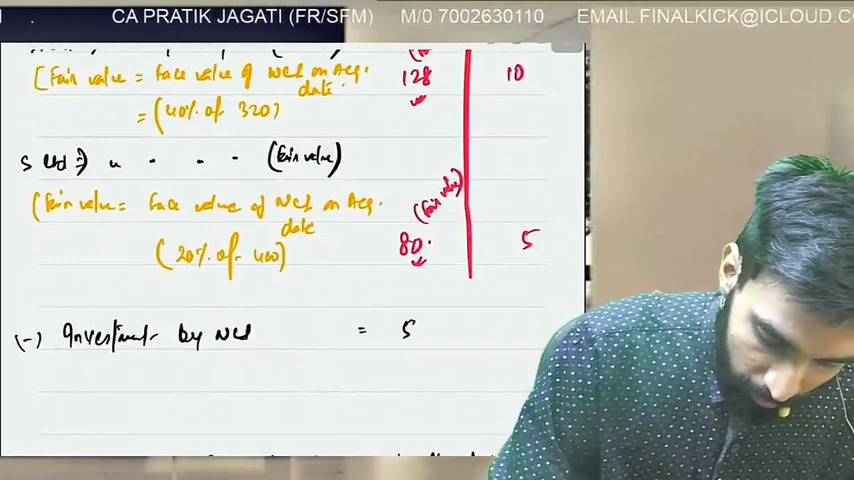 CA PRATIK JAGATI (FR/SFM) M/0 7002630110 EMAIL FINALKICK@ICLOUD.CO
[Fair value = Face value of NCI on Acq. date. 128 10
= (40% of 320)
S Ltd → " - - - (Fair value)
(Fair value = Face value of NCI on Acq. date (Fair value)
(20% of 400) 80 5
(-) Investment by NCI = 5